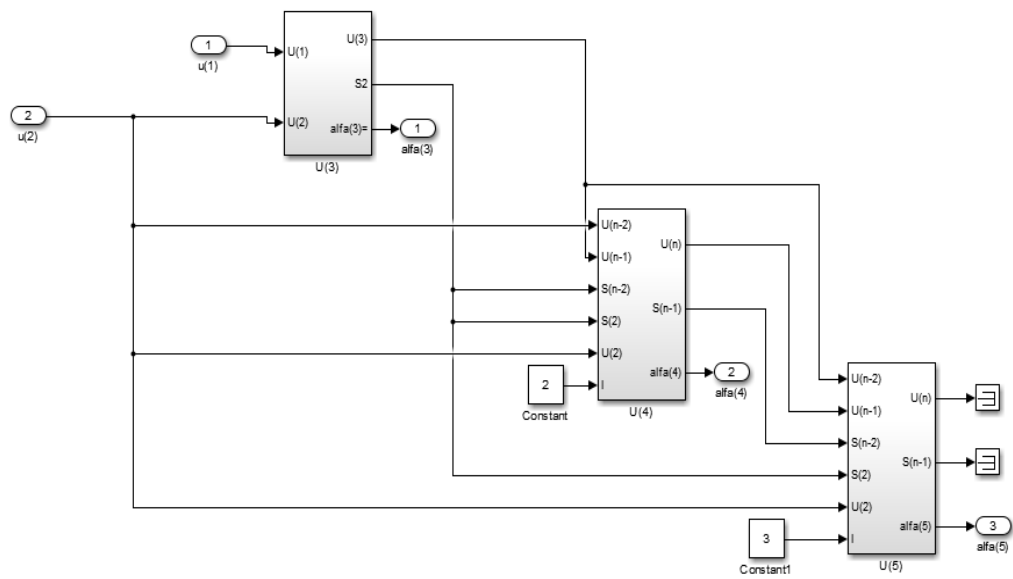 1
u(1)
2
u(2)
U(1)
U(2)
U(3)
S2
alfa(3)=
U(3)
1
alfa(3)
U(n-2)
U(n-1)
S(n-2)
S(2)
U(2)
I
U(n)
S(n-1)
alfa(4)
U(4)
2
Constant
2
alfa(4)
U(n-2)
U(n-1)
S(n-2)
S(2)
U(2)
I
U(n)
S(n-1)
alfa(5)
U(5)
3
Constant1
3
alfa(5)